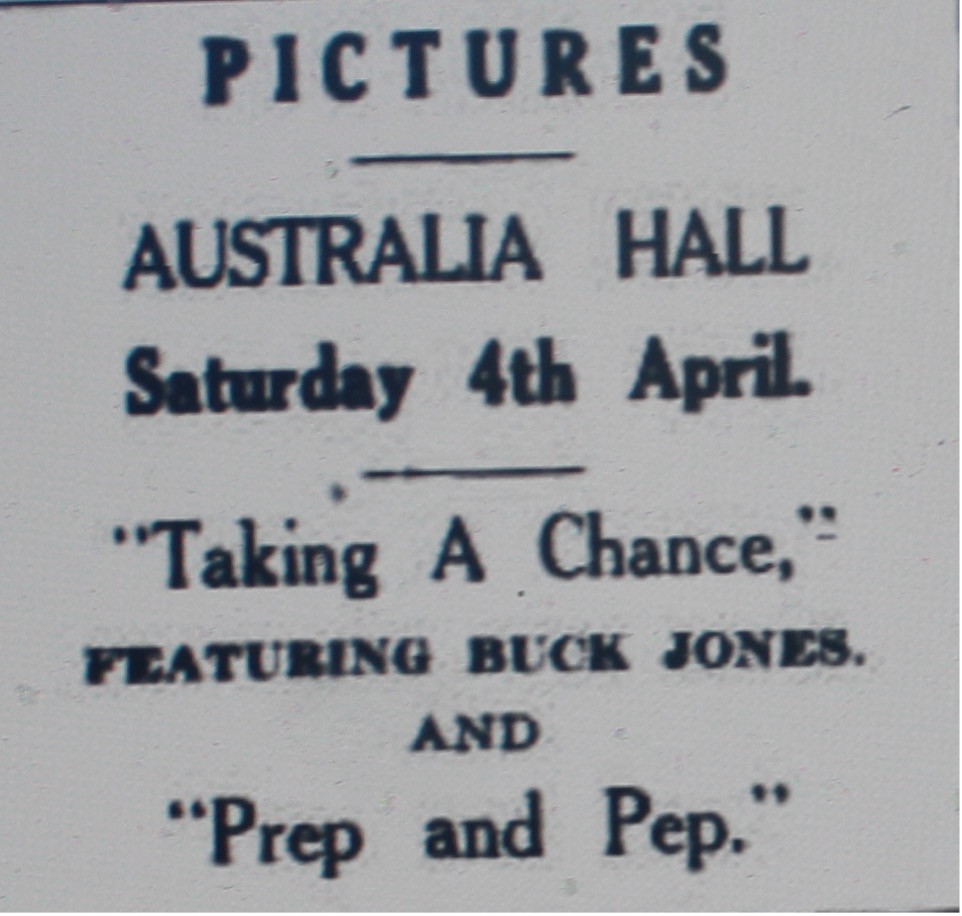 PICTURES
AUSTRALIA HALL
Saturday 4th April.
"Taking A Chance,"
FEATURING BUCK JONES.
AND
"Prep and Pep."